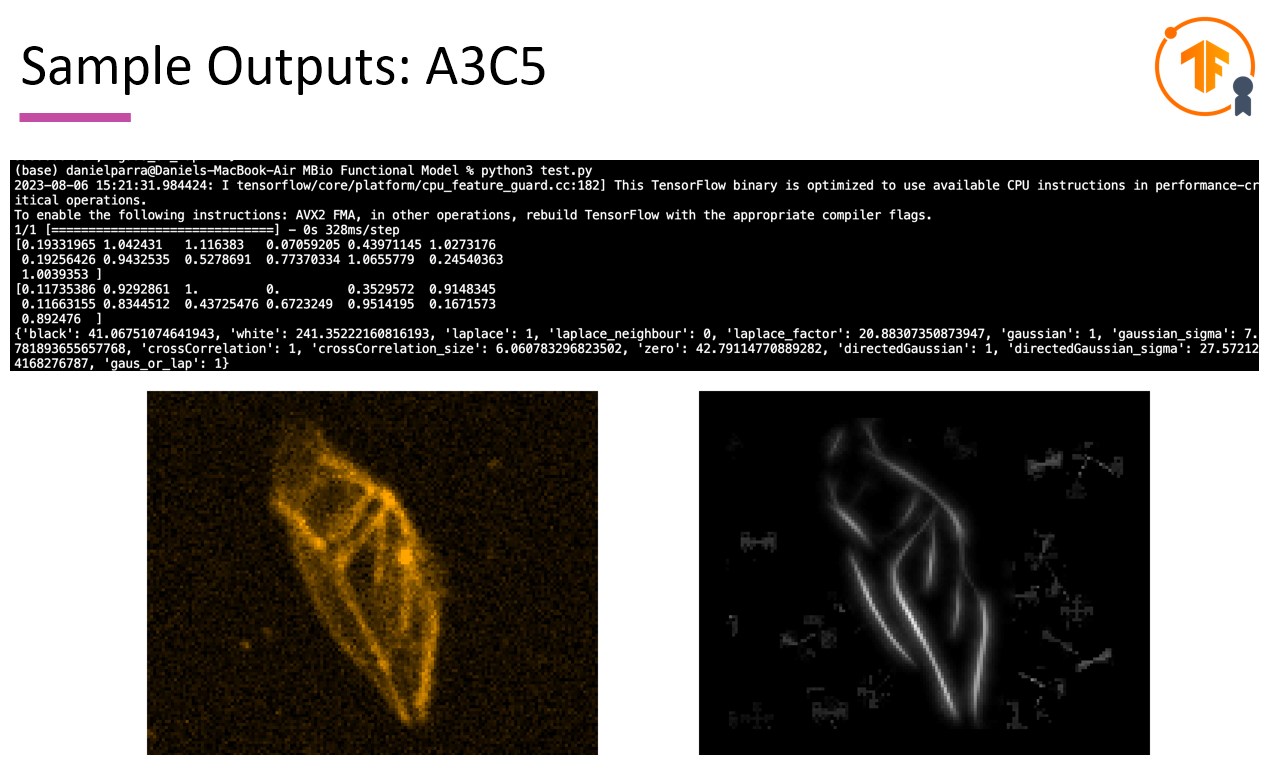 Sample Outputs: A3C5
(base) danielparra@Daniels-MacBook-Air MBio Functional Model % python3 test.py
2023-08-06 15:21:31.984424: I tensorflow/core/platform/cpu_feature_guard.cc:182] This TensorFlow binary is optimized to use available CPU instructions in performance-cr
itical operations.
To enable the following instructions: AVX2 FMA, in other operations, rebuild TensorFlow with the appropriate compiler flags.
1/1 [==============================] - 0s 328ms/step
[0.19331965 1.042431   1.116383   0.07059205 0.43971145 1.0273176
 0.19256426 0.9432535  0.5278691  0.77370334 1.0655779  0.24540363
 1.0039353 ]
[0.11735386 0.9292861  1.         0.         0.3529572  0.9148345
 0.11663155 0.8344512  0.43725476 0.6723249  0.9514195  0.1671573
 0.892476  ]
{'black': 41.06751074641943, 'white': 241.35222160816193, 'laplace': 1, 'laplace_neighbour': 0, 'laplace_factor': 20.88307350873947, 'gaussian': 1, 'gaussian_sigma': 7.
781893655657768, 'crossCorrelation': 1, 'crossCorrelation_size': 6.060783296823502, 'zero': 42.79114770889282, 'directedGaussian': 1, 'directedGaussian_sigma': 27.57212
4168276787, 'gaus_or_lap': 1}